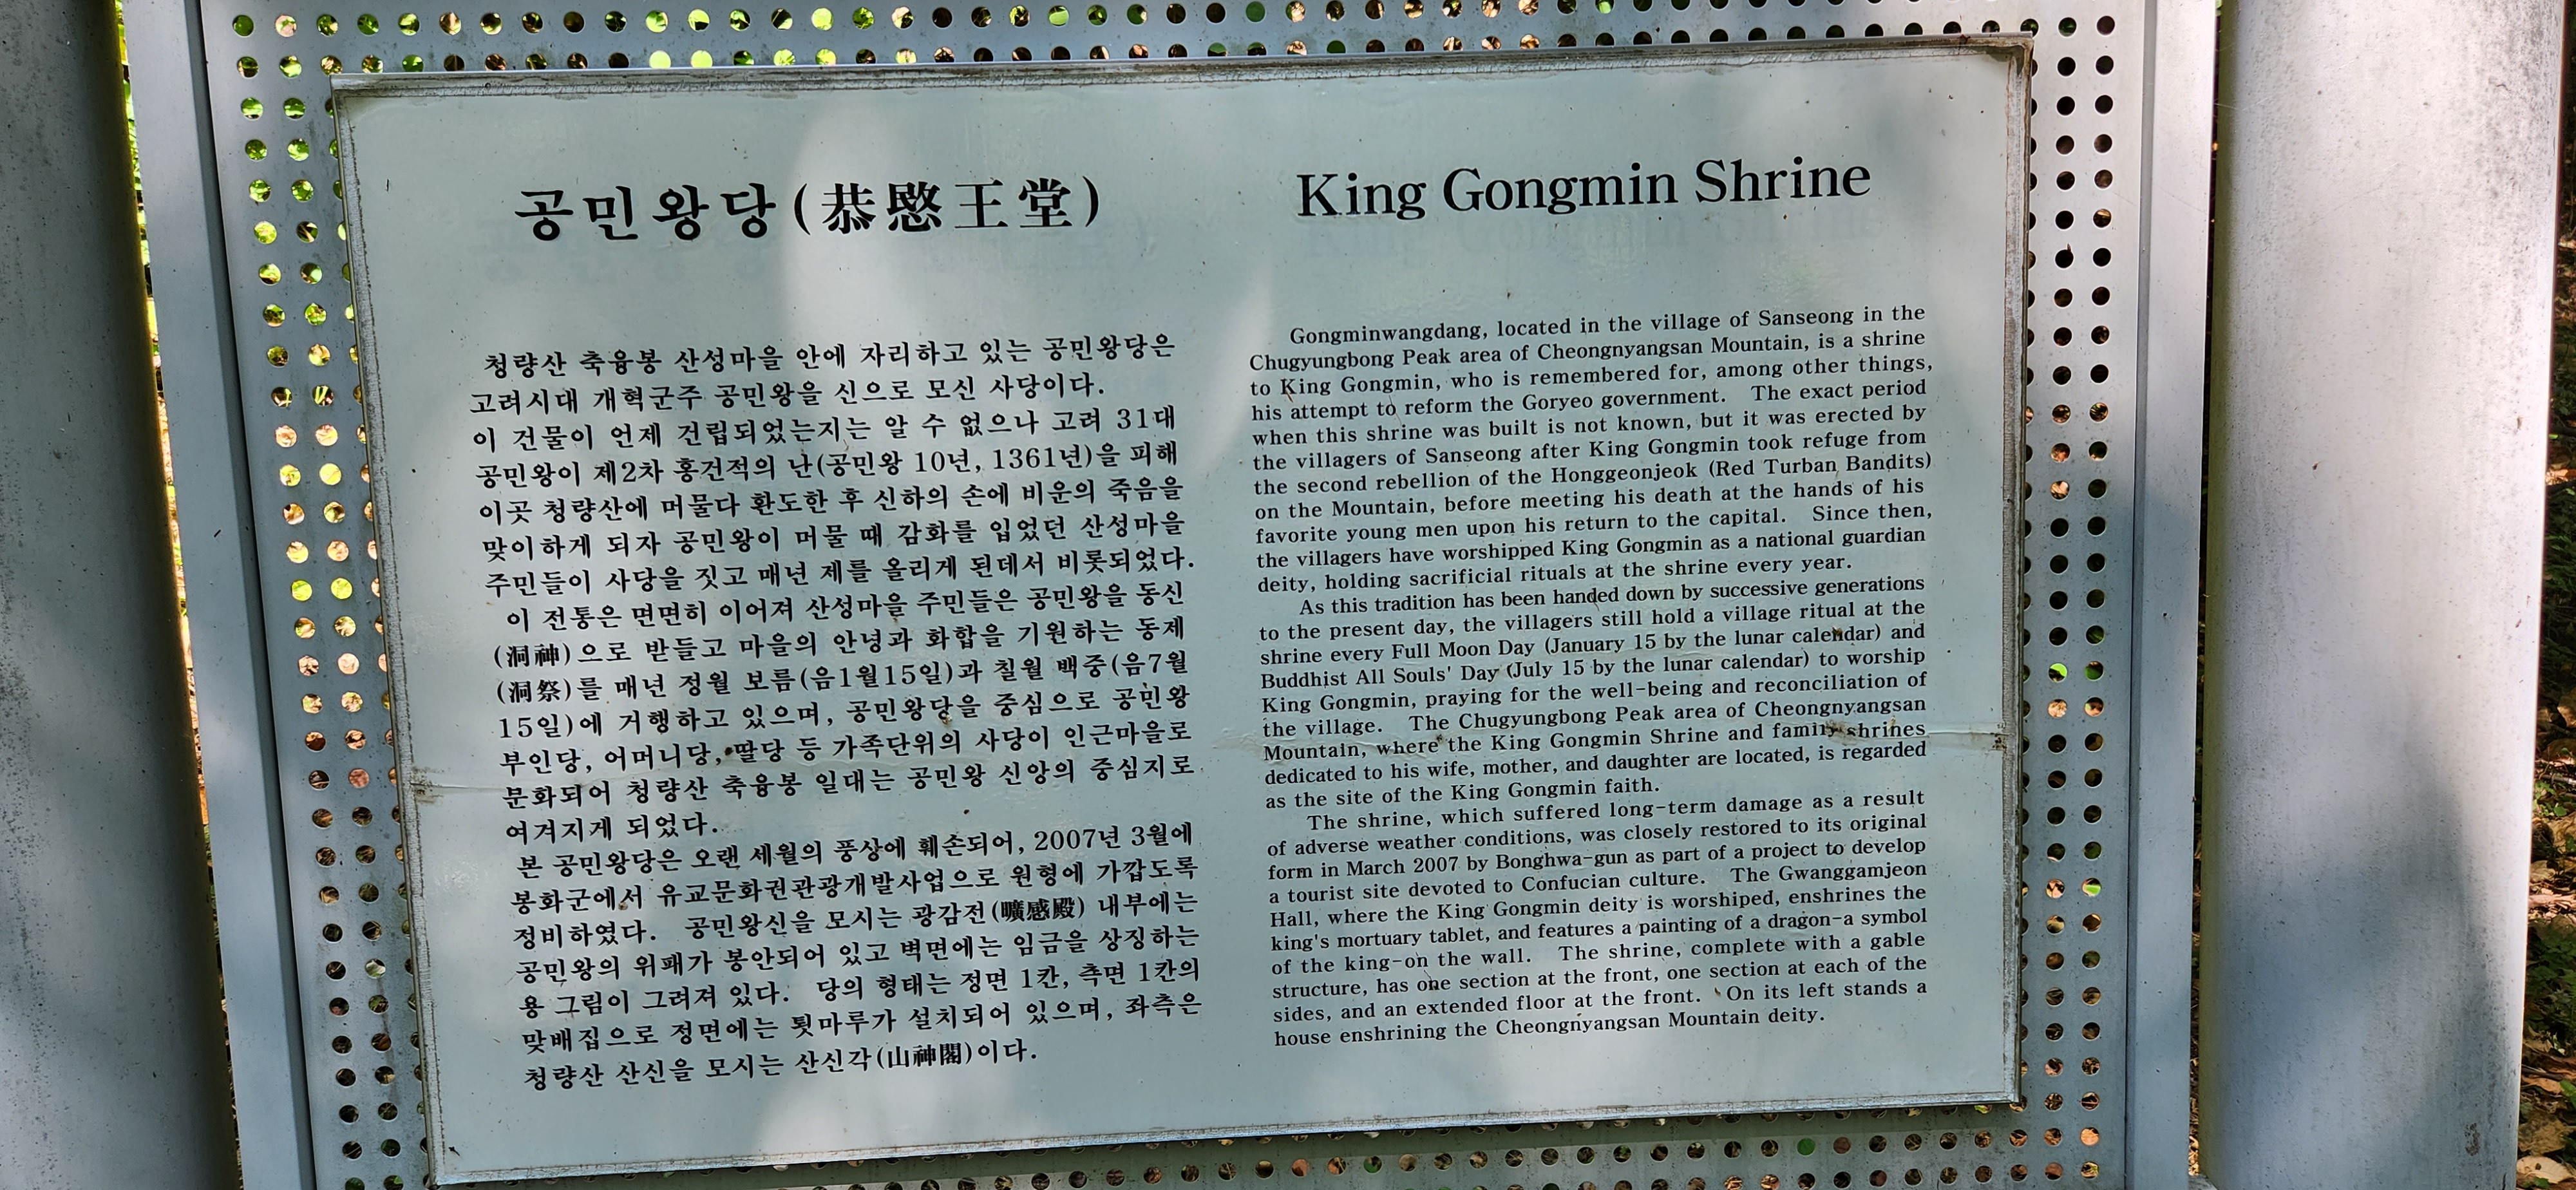 공민왕당(恭愍王堂)
청량산 축융봉 산성마을 안에 자리하고 있는 공민왕당은
고려시대 개혁군주 공민왕을 신으로 모신 사당이다.
이 건물이 언제 건립되었는지는 알 수 없으나 고려 31대
공민왕이 제2차 홍건적의 난(공민왕 10년, 1361년)을 피해
이곳 청량산에 머물다 환도한 후 신하의 손에 비운의 죽음을
맞이하게 되자 공민왕이 머물 때 감화를 입었던 산성마을
주민들이 사당을 짓고 매년 제를 올리게 된데서 비롯되었다.
이 전통은 면면히 이어져 산성마을 주민들은 공민왕을 동신
(洞神)으로 받들고 마을의 안녕과 화합을 기원하는 동제
(洞祭)를 매년 정월 보름(음1월15일)과 칠월 백중(음7월
15일)에 거행하고 있으며, 공민왕당을 중심으로 공민왕
부인당, 어머니당, 딸당 등 가족단위의 사당이 인근마을로
분화되어 청량산 축융봉 일대는 공민왕 신앙의 중심지로
여겨지게 되었다.
본 공민왕당은 오랜 세월의 풍상에 훼손되어, 2007년 3월에
봉화군에서 유교문화권관광개발사업으로 원형에 가깝도록
정비하였다. 공민왕신을 모시는 광감전(曠感殿) 내부에는
공민왕의 위패가 봉안되어 있고 벽면에는 임금을 상징하는
용 그림이 그려져 있다. 당의 형태는 정면 1칸, 측면 1칸의
맞배집으로 정면에는 툇마루가 설치되어 있으며, 좌측은
청량산 산신을 모시는 산신각(山神閣)이다.
King Gongmin Shrine
Gongminwangdang, located in the village of Sanseong in the
Chugyungbong Peak area of Cheongnyangsan Mountain, is a shrine
to King Gongmin, who is remembered for, among other things,
his attempt to reform the Goryeo government. The exact period
when this shrine was built is not known, but it was erected by
the villagers of Sanseong after King Gongmin took refuge from
the second rebellion of the Honggeonjeok (Red Turban Bandits)
on the Mountain, before meeting his death at the hands of his
favorite young men upon his return to the capital. Since then,
the villagers have worshipped King Gongmin as a national guardian
deity, holding sacrificial rituals at the shrine every year.
As this tradition has been handed down by successive generations
to the present day, the villagers still hold a village ritual at the
shrine every Full Moon Day (January 15 by the lunar calendar) and
Buddhist All Souls' Day (July 15 by the lunar calendar) to worship
King Gongmin, praying for the well-being and reconciliation of
the village. The Chugyungbong Peak area of Cheongnyangsan
Mountain, where the King Gongmin Shrine and family shrines
dedicated to his wife, mother, and daughter are located, is regarded
as the site of the King Gongmin faith.
The shrine, which suffered long-term damage as a result
of adverse weather conditions, was closely restored to its original
form in March 2007 by Bonghwa-gun as part of a project to develop
a tourist site devoted to Confucian culture. The Gwanggamjeon
Hall, where the King Gongmin deity is worshiped, enshrines the
king's mortuary tablet, and features a painting of a dragon-a symbol
of the king-on the wall. The shrine, complete with a gable
structure, has one section at the front, one section at each of the
sides, and an extended floor at the front. On its left stands a
house enshrining the Cheongnyangsan Mountain deity.